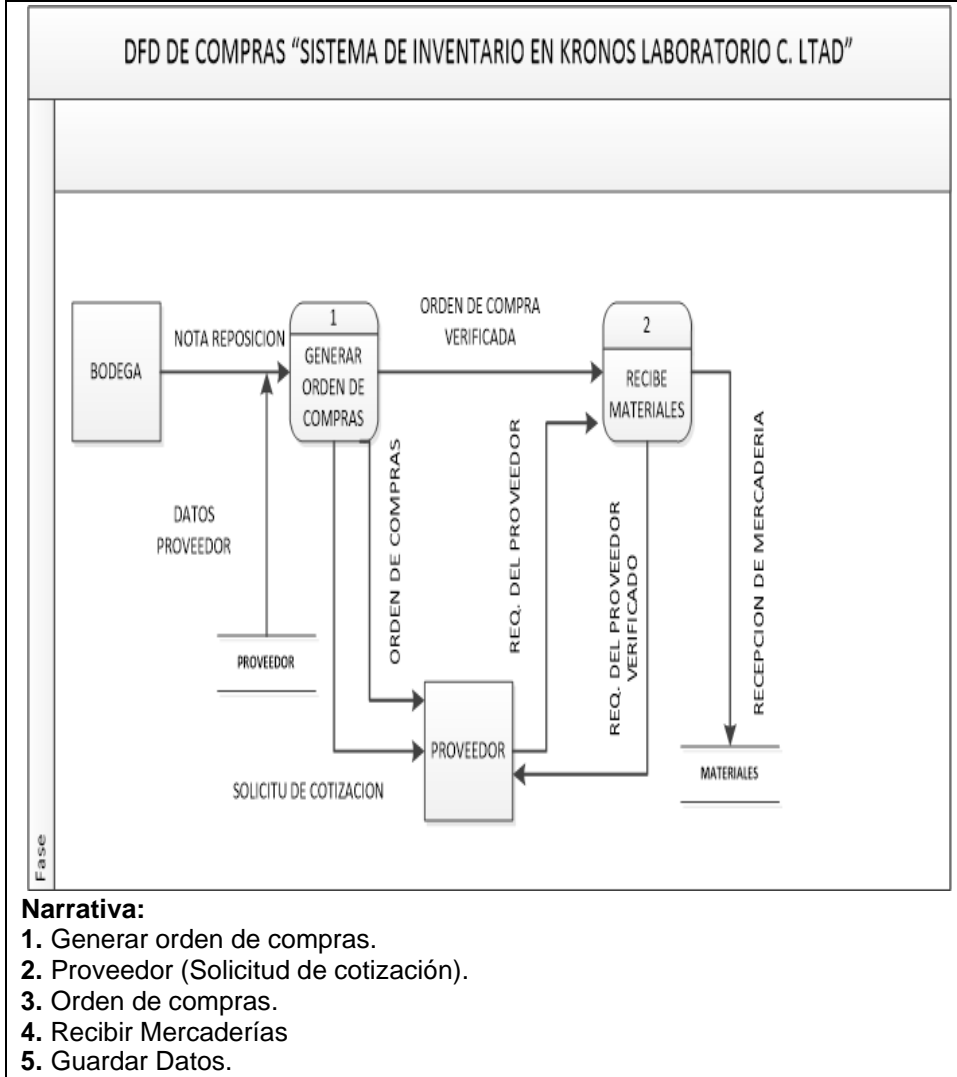 DFD DE COMPRAS “SISTEMA DE INVENTARIO EN KRONOS LABORATORIO C. LTAD”
Fase
BODEGA
NOTA REPOSICION
1
GENERAR
ORDEN DE
COMPRAS
ORDEN DE COMPRA
VERIFICADA
2
RECIBE
MATERIALES
DATOS
PROVEEDOR
PROVEEDOR
ORDEN DE COMPRAS
REQ. DEL PROVEEDOR
REQ. DEL PROVEEDOR
VERIFICADO
RECEPCION DE MERCADERIA
PROVEEDOR
SOLICITU DE COTIZACION
MATERIALES
Narrativa:
1. Generar orden de compras.
2. Proveedor (Solicitud de cotización).
3. Orden de compras.
4. Recibir Mercaderías
5. Guardar Datos.